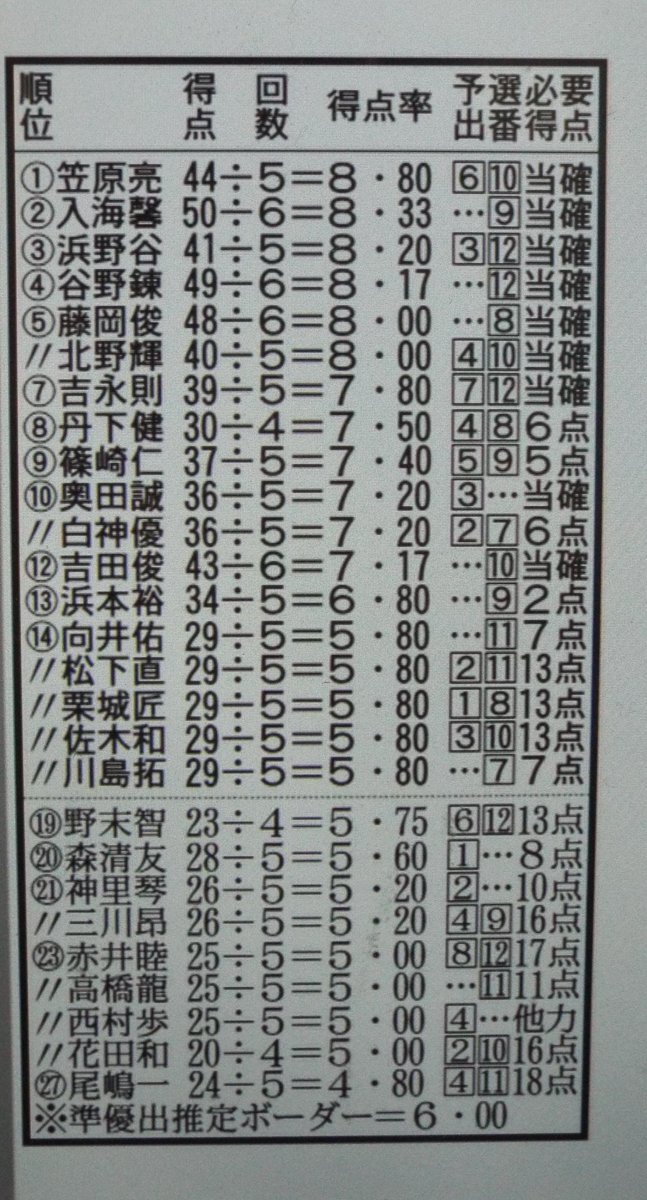 順位 得点 回数 得点率 予選出番 必要得点
①笠原亮 44÷5=8・80 6 10 当確
②入海馨 50÷6=8・33 …9 当確
③浜野谷 41÷5=8・20 3 12 当確
④谷野錬 49÷6=8・17 …12 当確
⑤藤岡俊 48÷6=8・00 …8 当確
〃北野輝 40÷5=8・00 4 10 当確
⑦吉永則 39÷5=7・80 7 12 当確
⑧丹下健 30÷4=7・50 4 8 6点
⑨篠崎仁 37÷5=7・40 5 9 5点
⑩奥田誠 36÷5=7・20 3… 当確
〃白神優 36÷5=7・20 2 7 6点
⑫吉田俊 43÷6=7・17 …10 当確
⑬浜本裕 34÷5=6・80 …9 2点
⑭向井佑 29÷5=5・80 …11 7点
〃松下直 29÷5=5・80 2 11 13点
〃栗城匠 29÷5=5・80 1 8 13点
〃佐木和 29÷5=5・80 3 10 13点
〃川島拓 29÷5=5・80 …7 7点
⑲野末智 23÷4=5・75 6 12 13点
⑳森清友 28÷5=5・60 1… 8点
㉑神里琴 26÷5=5・20 2… 10点
〃三川昂 26÷5=5・20 4 9 16点
㉓赤井睦 25÷5=5・00 8 12 17点
〃高橋龍 25÷5=5・00 …11 11点
〃西村歩 25÷5=5・00 4… 他力
〃花田和 20÷4=5・00 2 10 16点
㉗尾嶋一 24÷5=4・80 4 11 18点
※準優出推定ボーダー=6・00